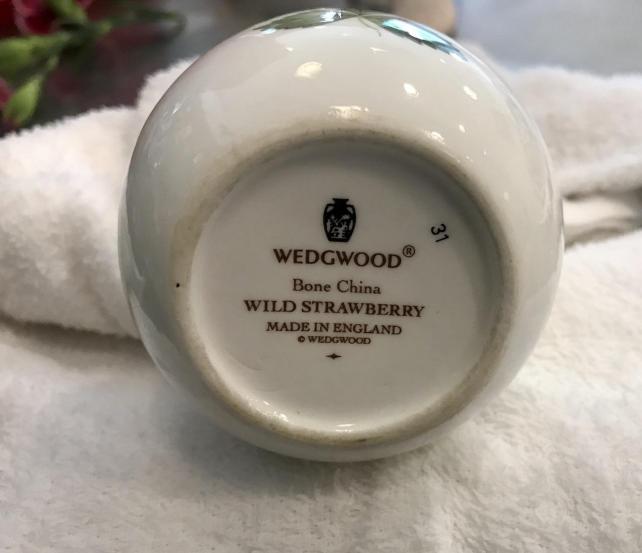 WEDGWOOD®
31
Bone China
WILD STRAWBERRY
MADE IN ENGLAND
© WEDGWOOD